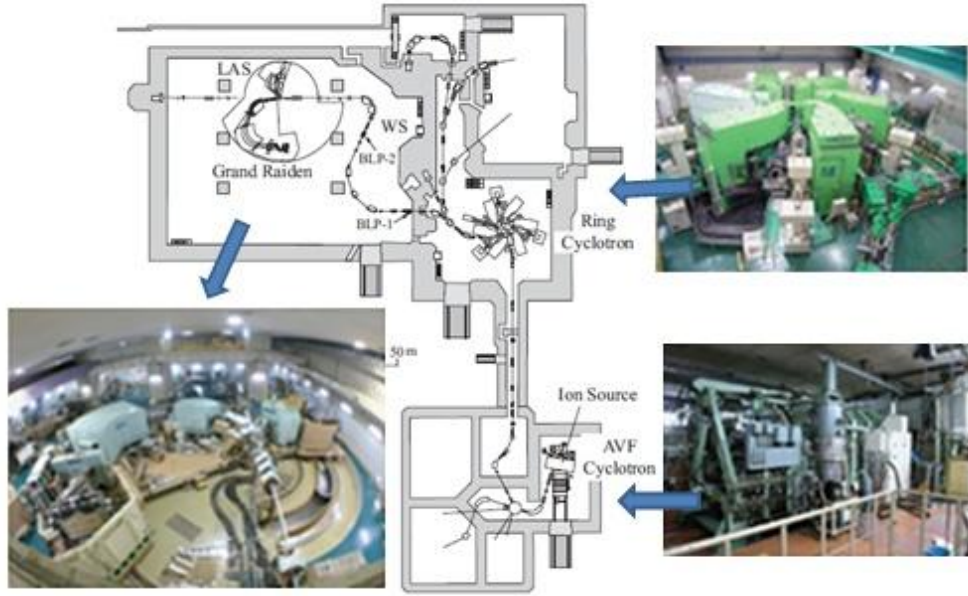 LAS
WS
BLP-2
Grand Raiden
BLP-1
Ring
Cyclotron
50 m
Ion Source
AVF
Cyclotron